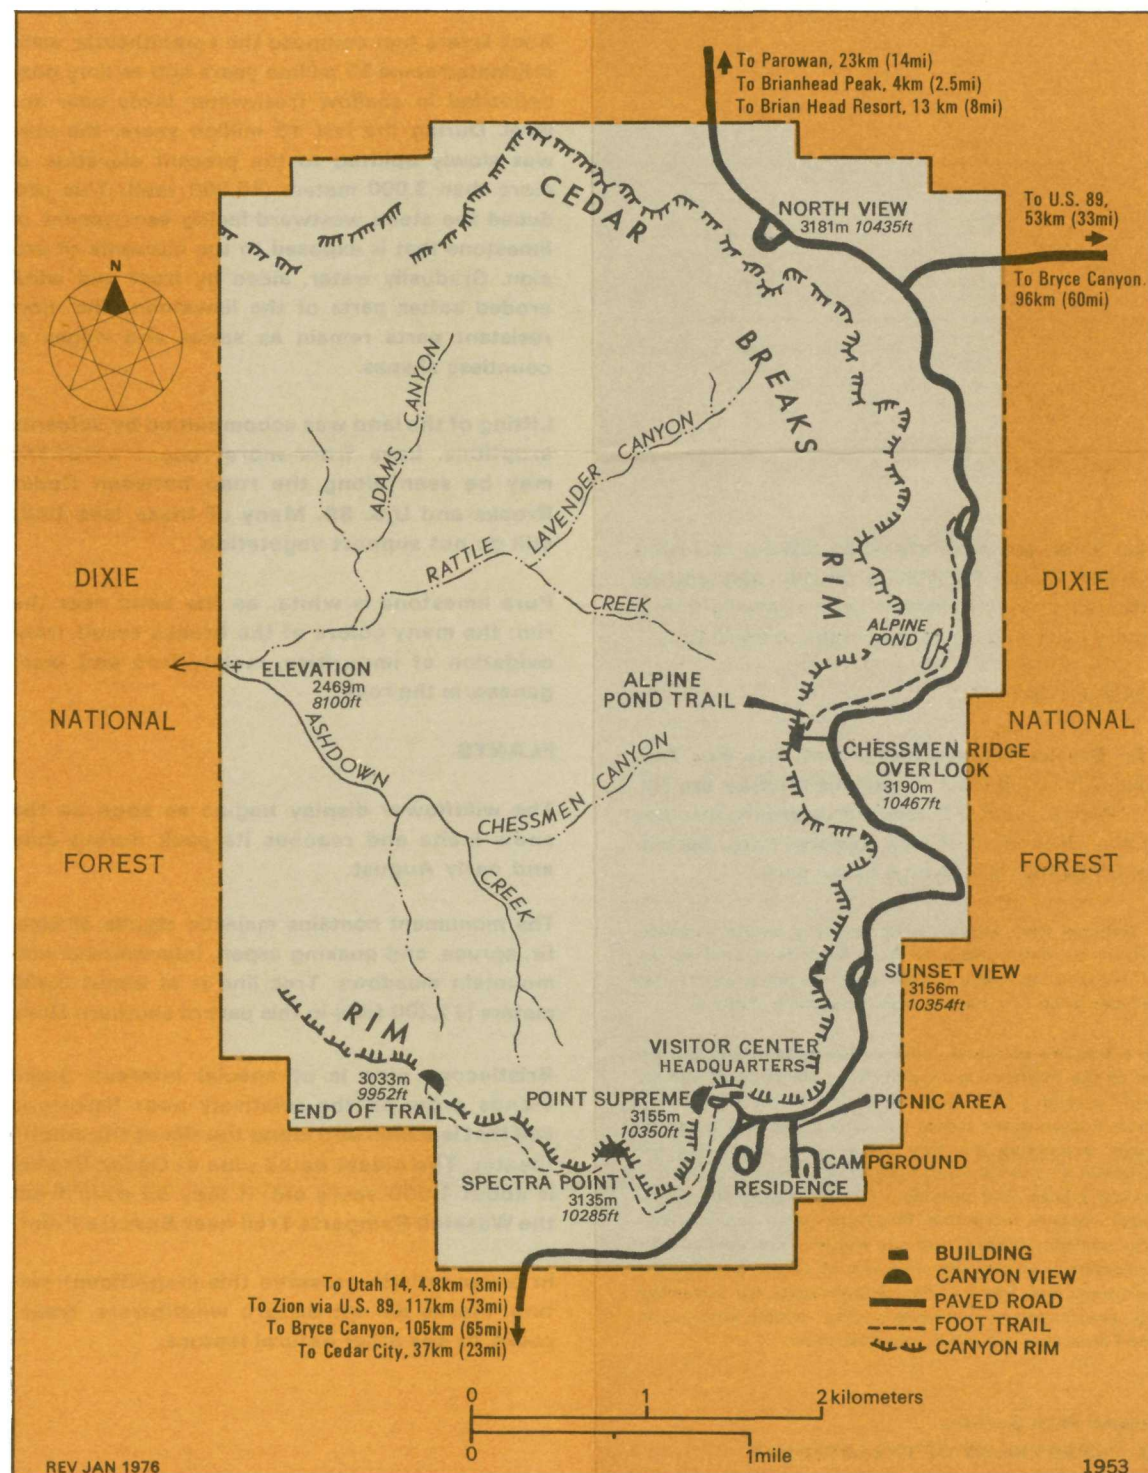 To Parowan, 23km (14mi)
To Brianhead Peak, 4km (2.5mi)
To Brian Head Resort, 13 km (8mi)
CEDAR
BREAKS
RIM
NORTH VIEW
3181m 10435ft
To U.S. 89,
53km (33mi)
To Bryce Canyon.
96km (60mi)
N
ADAMS CANYON
LAVENDER CANYON
RATTLE
CREEK
DIXIE
NATIONAL
FOREST
DIXIE
NATIONAL
FOREST
ELEVATION
2469m
8100ft
ALPINE
POND
ALPINE
POND TRAIL
ASHDOWN
CREEK
CHESSMEN CANYON
CHESSMEN RIDGE
OVERLOOK
3190m
10467ft
SUNSET VIEW
3156m
10354ft
RIM
3033m
9952ft
END OF TRAIL
VISITOR CENTER
HEADQUARTERS
POINT SUPREME
3155m
10350ft
PICNIC AREA
SPECTRA POINT
3135m
10285ft
CAMPGROUND
RESIDENCE
To Utah 14, 4.8km (3mi)
To Zion via U.S. 89, 117km (73mi)
To Bryce Canyon, 105km (65mi)
To Cedar City, 37km (23mi)
BUILDING
CANYON VIEW
PAVED ROAD
FOOT TRAIL
CANYON RIM
0 1 2 kilometers
0 1 mile
REV JAN 1976
1953